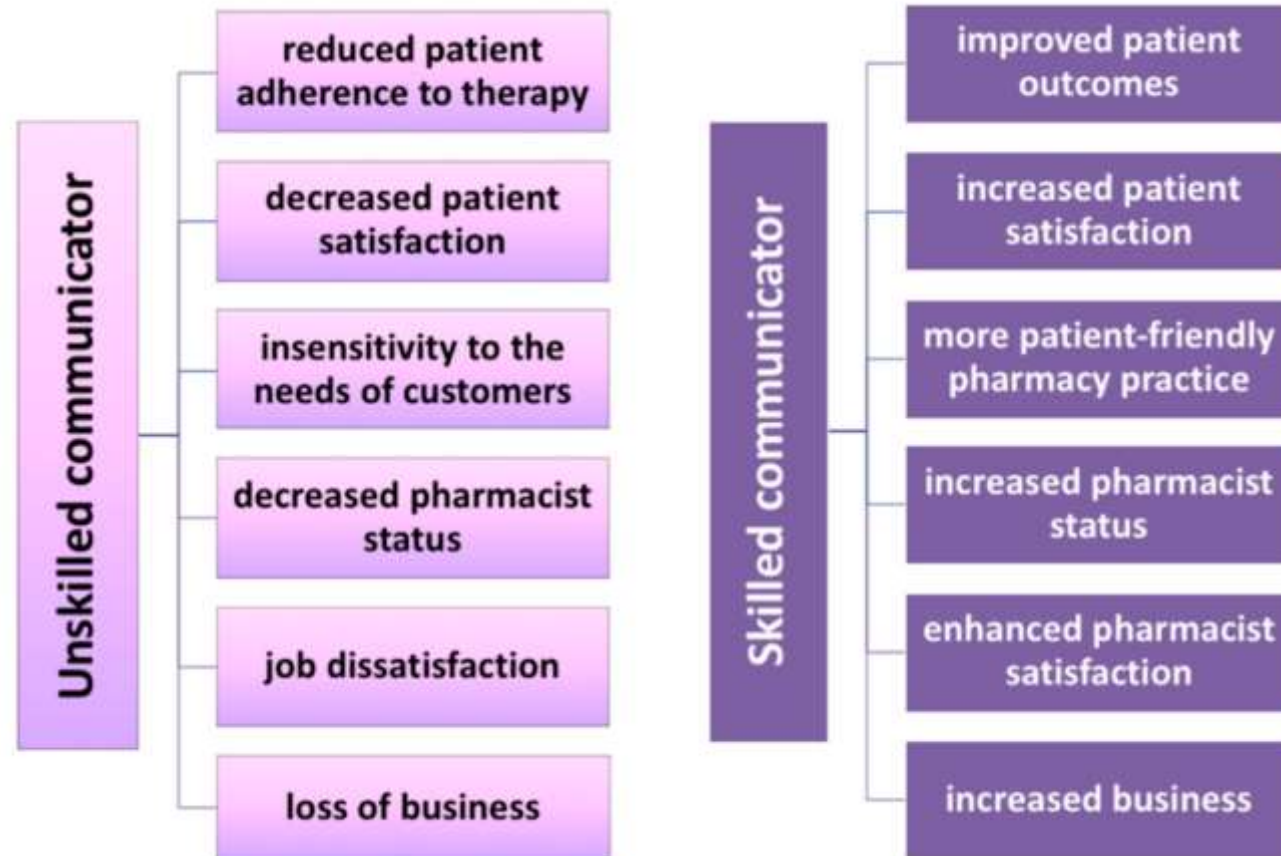 Unskilled communicator
reduced patient
adherence to therapy
decreased patient
satisfaction
insensitivity to the
needs of customers
decreased pharmacist
status
job dissatisfaction
loss of business
Skilled communicator
improved patient
outcomes
increased patient
satisfaction
more patient-friendly
pharmacy practice
increased pharmacist
status
enhanced pharmacist
satisfaction
increased business